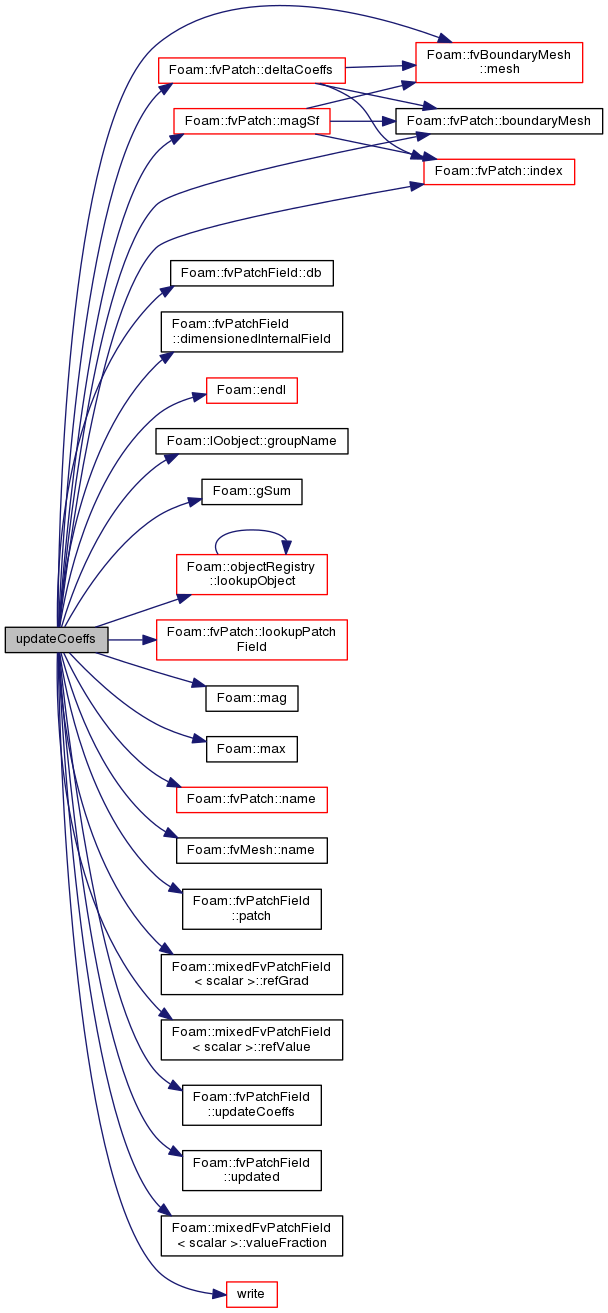 Foam::fvBoundaryMesh
::mesh
Foam::fvPatch::deltaCoeffs
Foam::fvPatch::magSf
Foam::fvPatch::boundaryMesh
Foam::fvPatch::index
Foam::fvPatchField::db
Foam::fvPatchField
::dimensionedInternalField
Foam::endl
Foam::IOobject::groupName
Foam::gSum
Foam::objectRegistry
::lookupObject
updateCoeffs
Foam::fvPatch::lookupPatch
Field
Foam::mag
Foam::max
Foam::fvPatch::name
Foam::fvMesh::name
Foam::fvPatchField
::patch
Foam::mixedFvPatchField
< scalar >::refGrad
Foam::mixedFvPatchField
< scalar >::refValue
Foam::fvPatchField
::updateCoeffs
Foam::fvPatchField
::updated
Foam::mixedFvPatchField
< scalar >::valueFraction
write